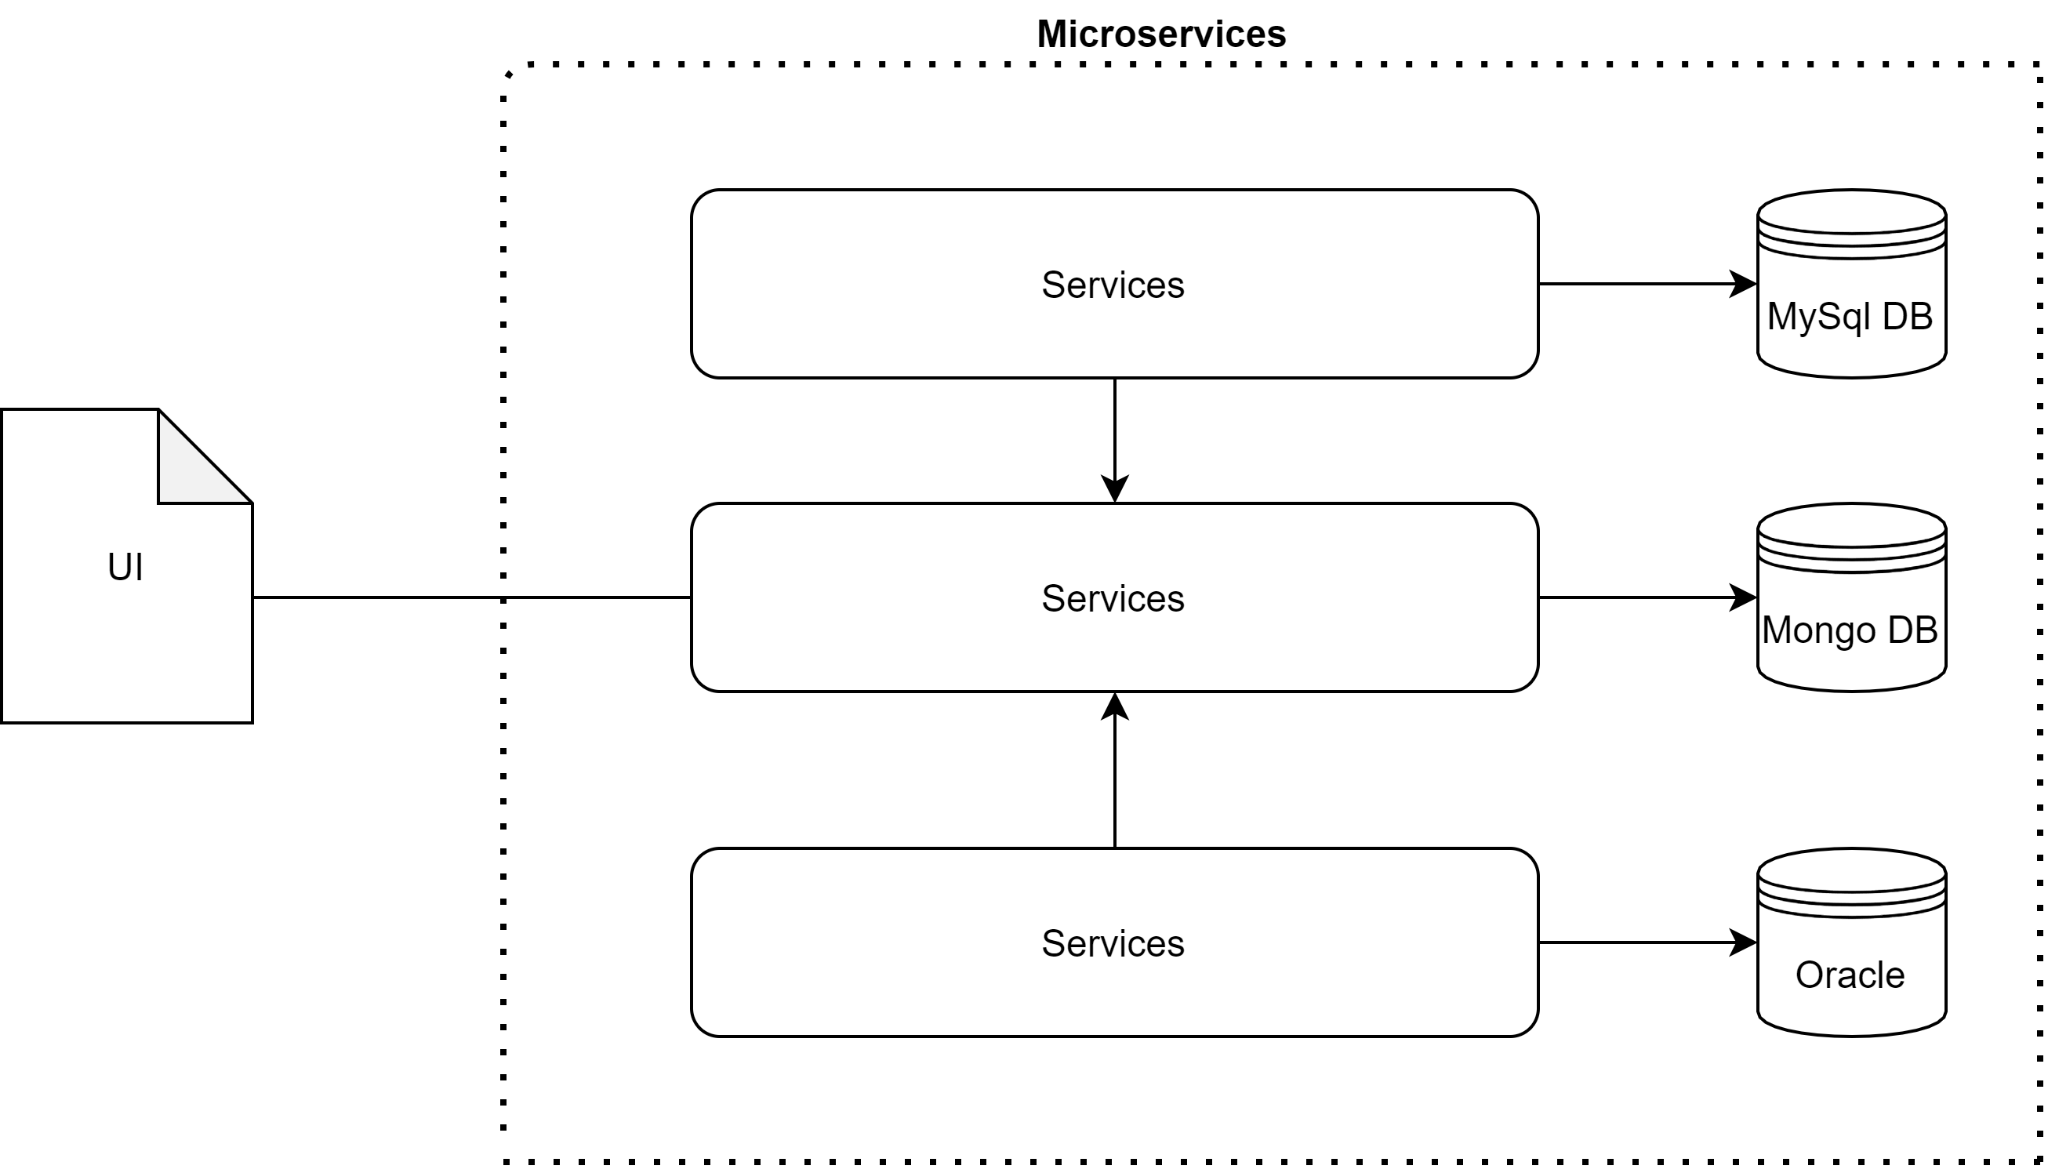 Microservices
Services
MySql DB
UI
Services
Mongo DB
Services
Oracle